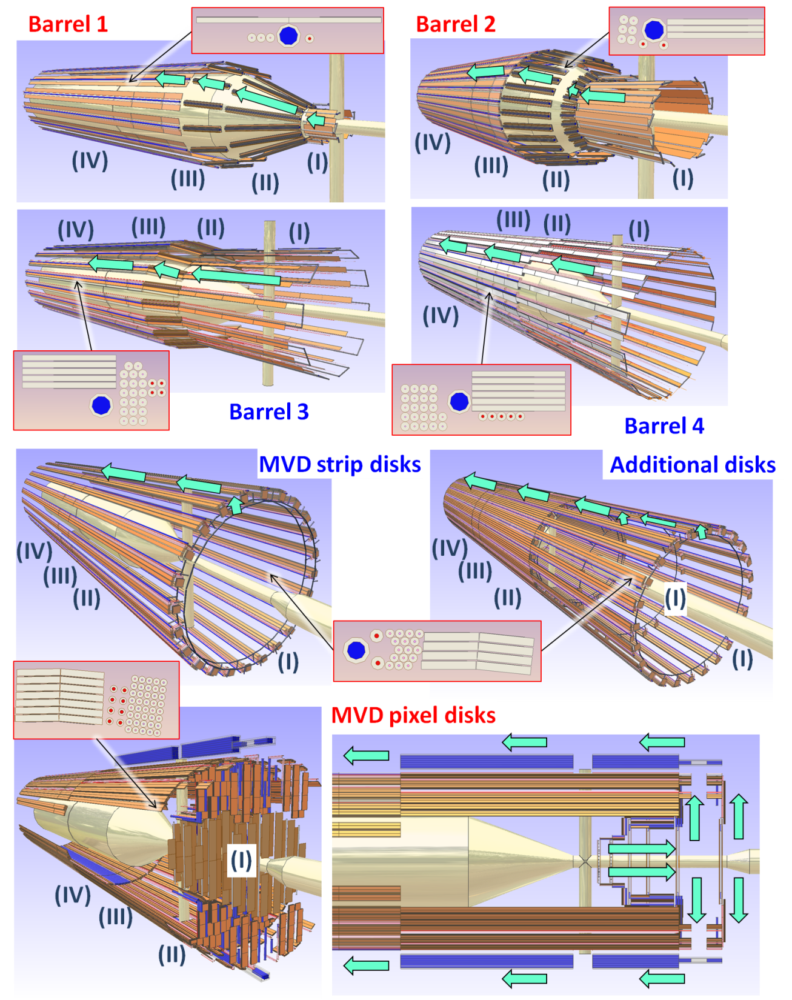 Barrel 1
Barrel 2
(IV)
(III)
(II)
(I)
(IV)
(III)
(II)
(I)
(IV)
(III)
(II)
(I)
(III)
(II)
(I)
(IV)
Barrel 3
Barrel 4
MVD strip disks
Additional disks
(IV)
(III)
(II)
(I)
(IV)
(III)
(II)
(I)
(I)
MVD pixel disks
(I)
(IV)
(III)
(II)